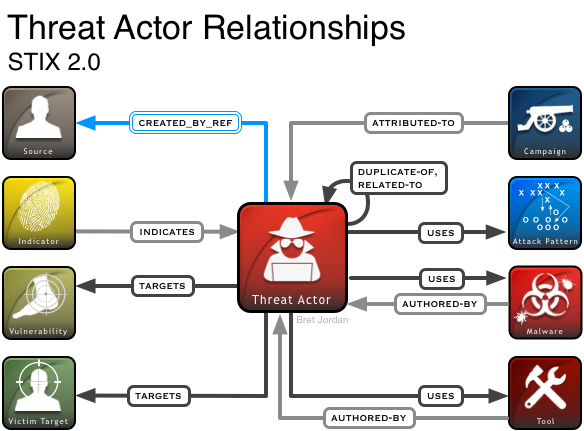 Threat Actor Relationships
STIX 2.0
Source
CREATED_BY_REF
ATTRIBUTED-TO
Campaign
DUPLICATE-OF,
RELATED-TO
Indicator
INDICATES
USES
Attack Pattern
X X X X
X X X
X
O O O O
O O O
Vulnerability
TARGETS
Threat Actor
Bret Jordan
USES
AUTHORED-BY
Malware
Victim Target
TARGETS
USES
AUTHORED-BY
Tool